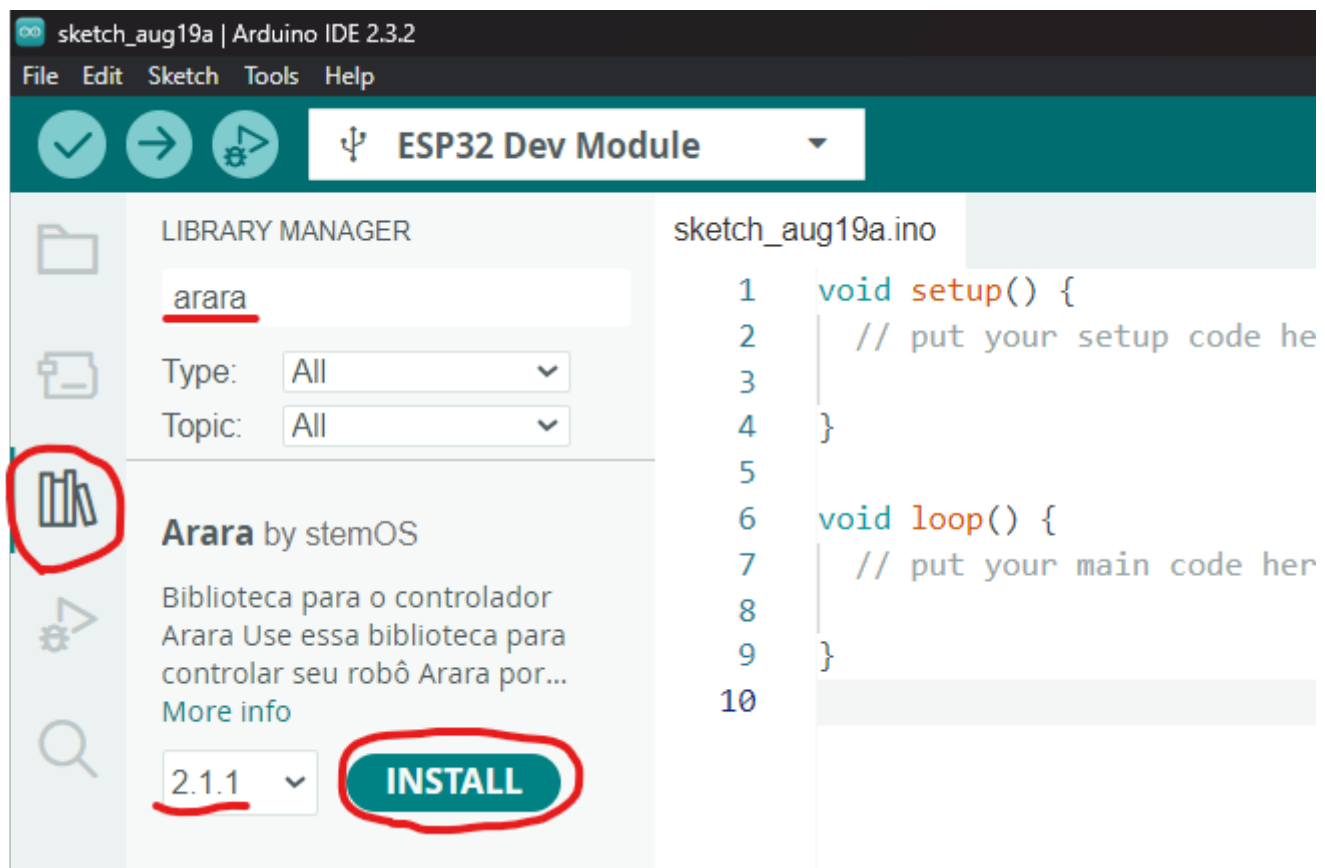 sketch_aug19a | Arduino IDE 2.3.2
File Edit Sketch Tools Help
ESP32 Dev Module
LIBRARY MANAGER
arara
Type: All
Topic: All
Arara by stemOS
Biblioteca para o controlador
Arara Use essa biblioteca para
controlar seu robô Arara por...
More info
2.1.1
INSTALL
sketch_aug19a.ino
1 void setup() {
2 // put your setup code he
3
4 }
5
6 void loop() {
7 // put your main code her
8
9 }
10